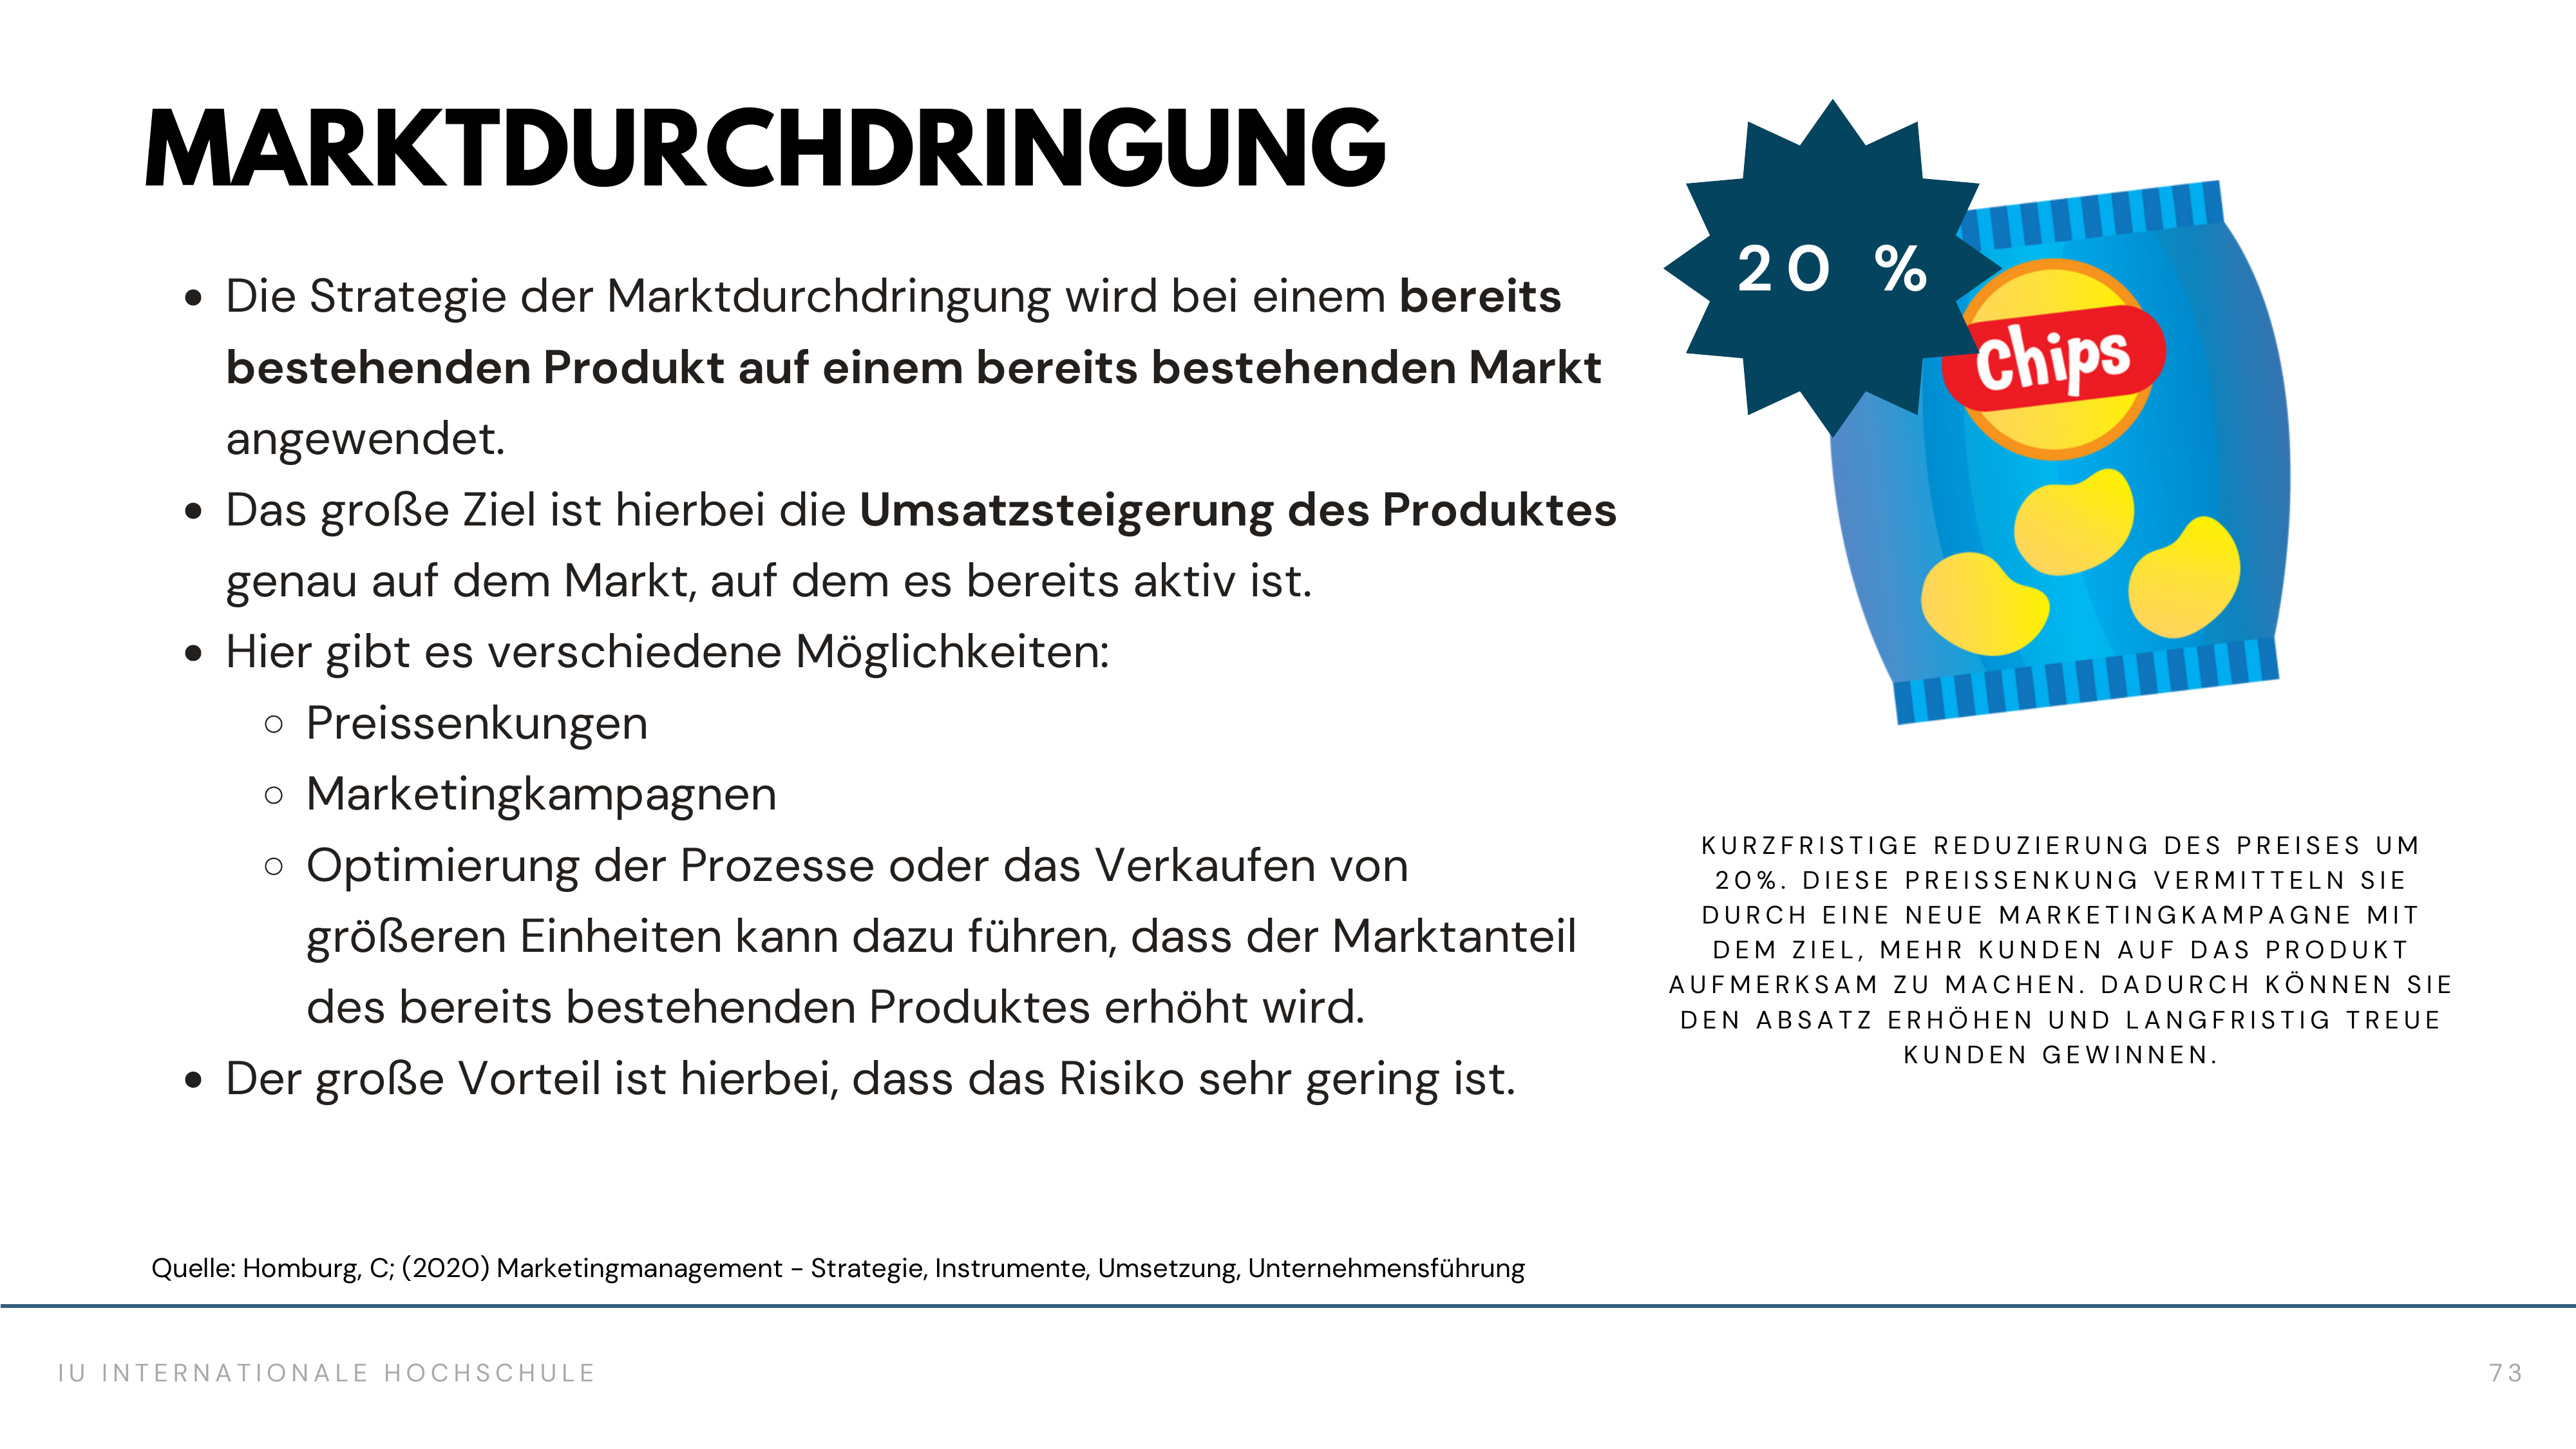 MARKTDURCHDRINGUNG
• Die Strategie der Marktdurchdringung wird bei einem bereits
bestehenden Produkt auf einem bereits bestehenden Markt
angewendet.
• Das große Ziel ist hierbei die Umsatzsteigerung des Produktes
genau auf dem Markt, auf dem es bereits aktiv ist.
• Hier gibt es verschiedene Möglichkeiten:
○ Preissenkungen
○ Marketingkampagnen
○ Optimierung der Prozesse oder das Verkaufen von
größeren Einheiten kann dazu führen, dass der Marktanteil
des bereits bestehenden Produktes erhöht wird.
• Der große Vorteil ist hierbei, dass das Risiko sehr gering ist.
20 %
Chips
KURZFRISTIGE REDUZIERUNG DES PREISES UM
20%. DIESE PREISSENKUNG VERMITTELN SIE
DURCH EINE NEUE MARKETINGKAMPAGNE MIT
DEM ZIEL, MEHR KUNDEN AUF DAS PRODUKT
AUFMERKSAM ZU MACHEN. DADURCH KÖNNEN SIE
DEN ABSATZ ERHÖHEN UND LANGFRISTIG TREUE
KUNDEN GEWINNEN.
Quelle: Homburg, C; (2020) Marketingmanagement - Strategie, Instrumente, Umsetzung, Unternehmensführung
IU INTERNATIONALE HOCHSCHULE
73